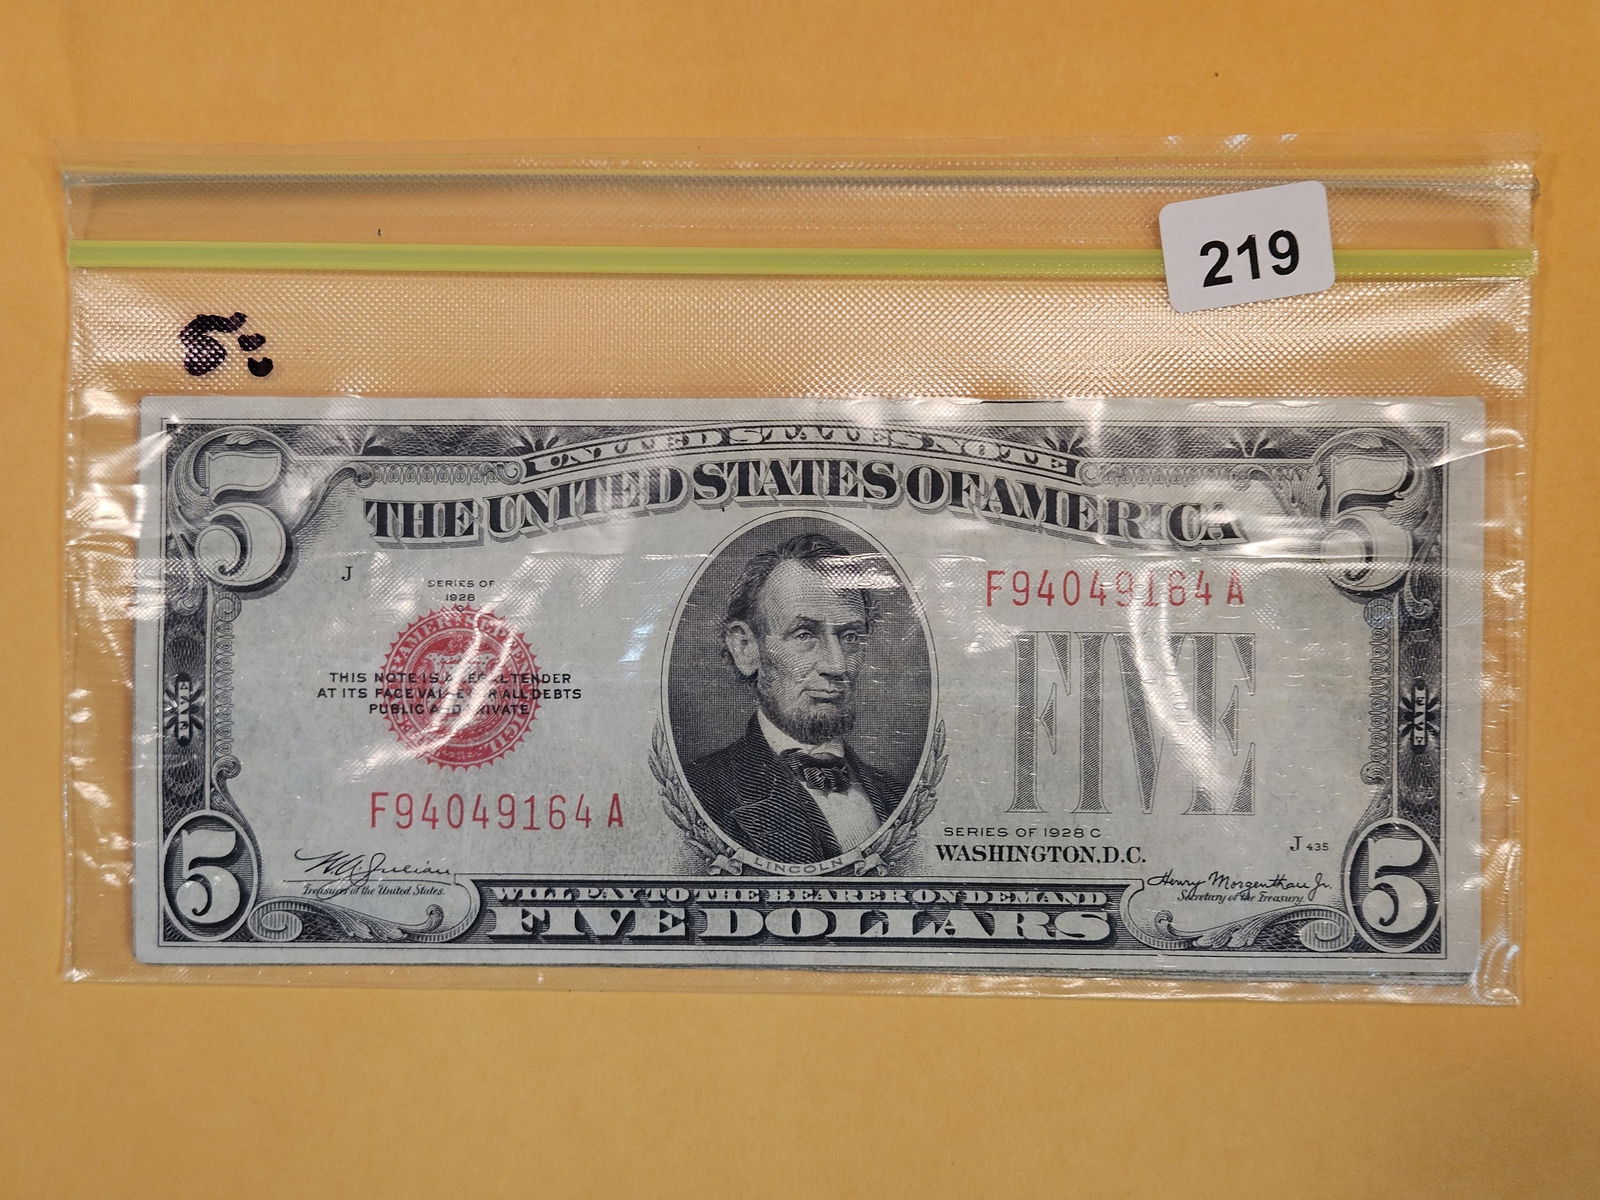 219
5
UNITED STATES NOTE
THE UNITED STATES OF AMERICA
5
5
J
SERIES OF
1928
C
F94049164A
THIS NOTE IS A LEGAL TENDER
AT ITS FACE VALUE FOR ALL DEBTS
PUBLIC AND PRIVATE
FIVE
FIVE
FIVE
F94049164A
SERIES OF 1928 C
WASHINGTON, D.C.
J 435
LINCOLN
W.A. Julian
Treasurer of the United States.
Henry Morgenthau Jr.
Secretary of the Treasury.
5
5
WILL PAY TO THE BEARER ON DEMAND
FIVE DOLLARS